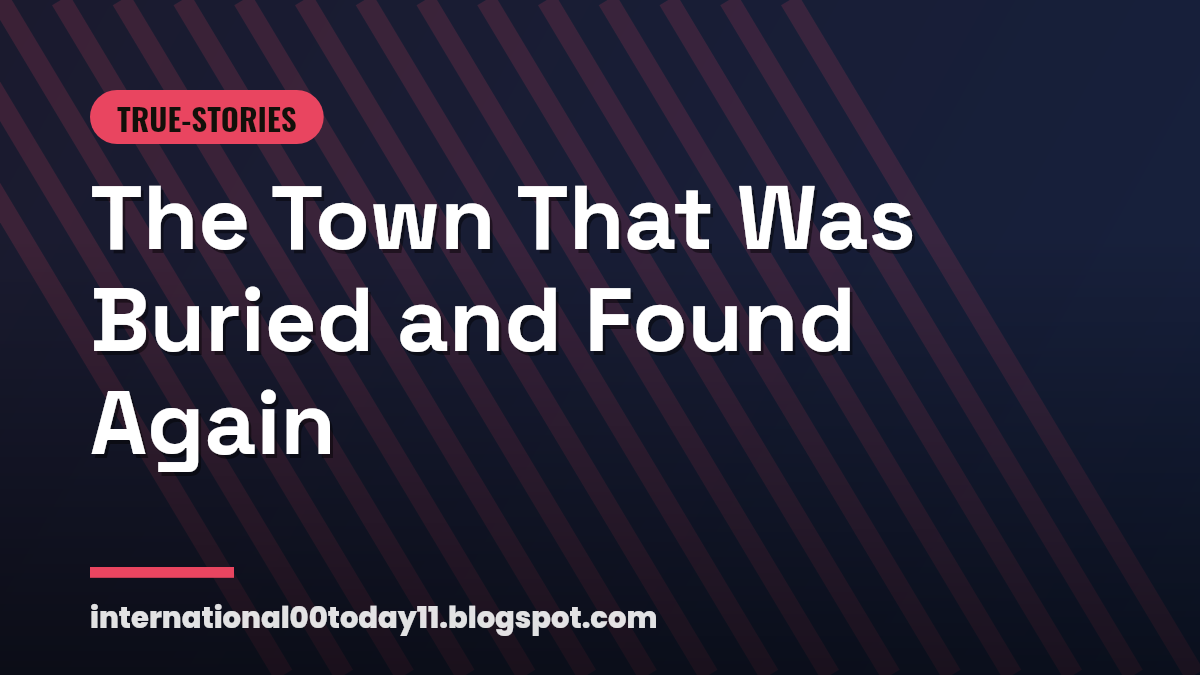 TRUE-STORIES
The Town That Was
Buried and Found
Again
international00today11.blogspot.com